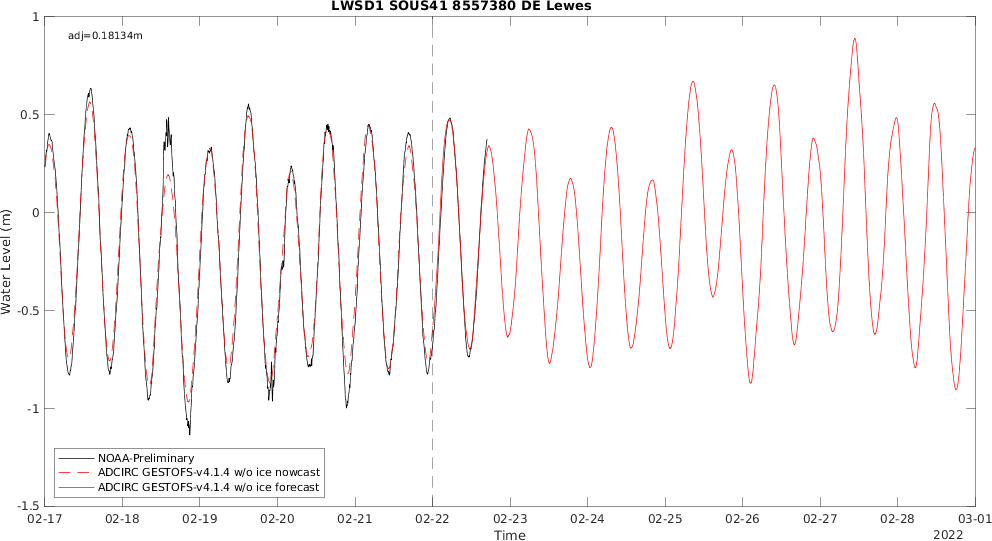 LWSD1 SOUS41 8557380 DE Lewes
adj=0.18134m
1
0.5
0
-0.5
-1
-1.5
Water Level (m)
NOAA-Preliminary
ADCIRC GESTOFS-v4.1.4 w/o ice nowcast
ADCIRC GESTOFS-v4.1.4 w/o ice forecast
02-17 02-18 02-19 02-20 02-21 02-22 02-23 02-24 02-25 02-26 02-27 02-28 03-01
Time
2022